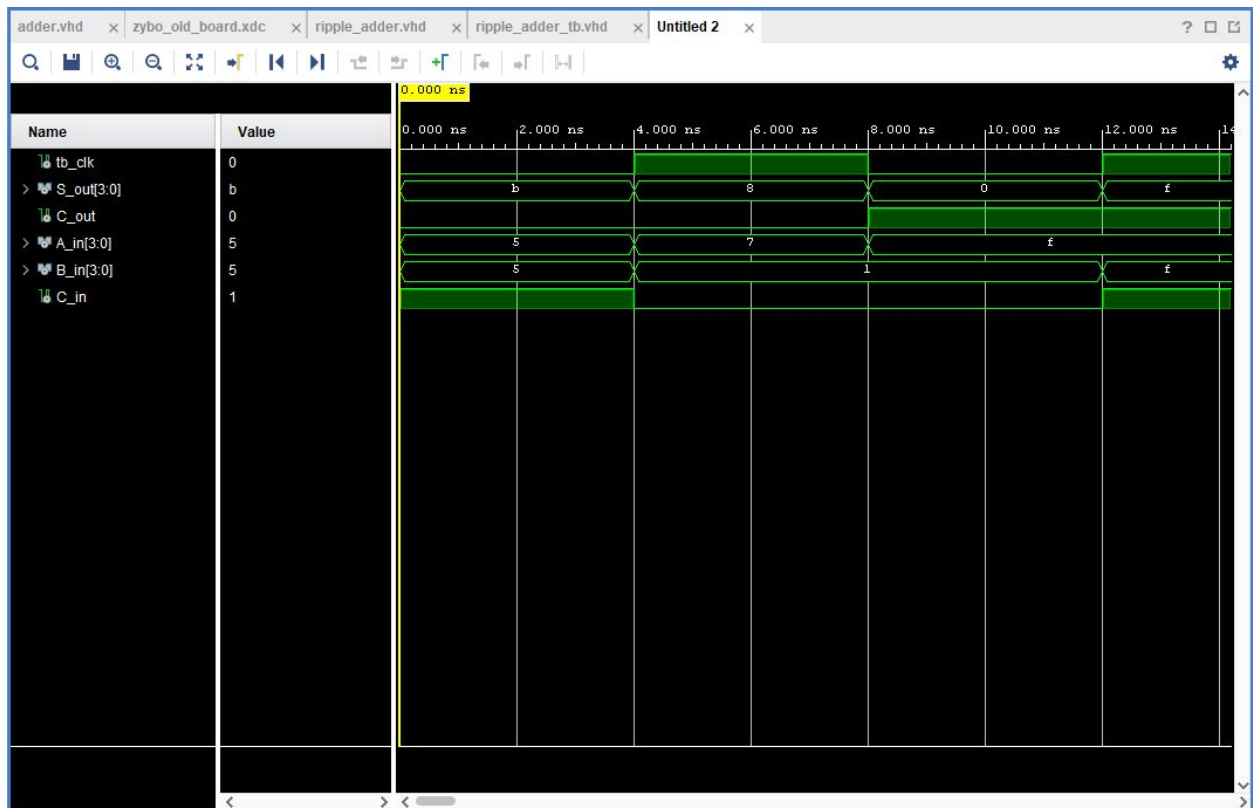 adder.vhd × zybo_old_board.xdc × ripple_adder.vhd × ripple_adder_tb.vhd × Untitled 2 × ?
0.000 ns
Name Value 0.000 ns 2.000 ns 4.000 ns 6.000 ns 8.000 ns 10.000 ns 12.000 ns 14
tb_clk 0
S_out[3:0] b b 8 0 f
C_out 0
A_in[3:0] 5 5 7 f
B_in[3:0] 5 5 1 f
C_in 1